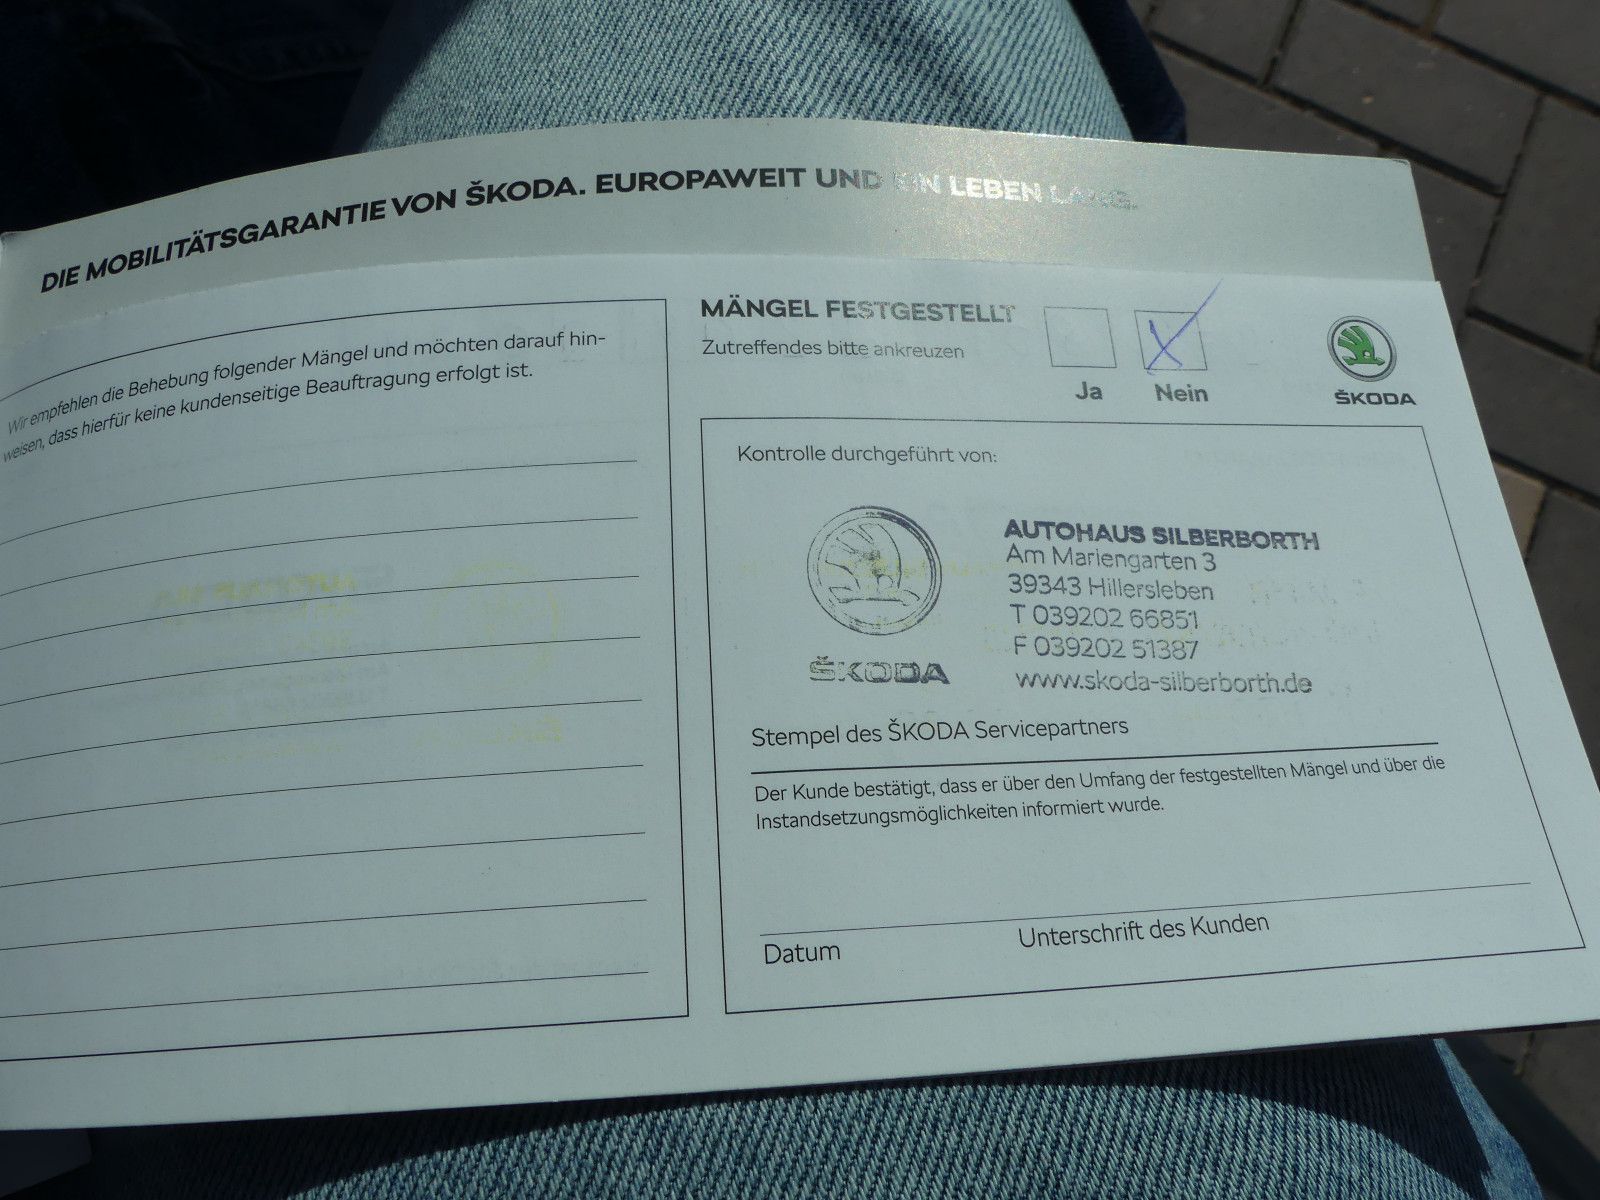 DIE MOBILITÄTSGARANTIE VON ŠKODA. EUROPAWEIT UND EIN LEBEN LANG.
Wir empfehlen die Behebung folgender Mängel und möchten darauf hin-
weisen, dass hierfür keine kundenseitige Beauftragung erfolgt ist.
MÄNGEL FESTGESTELLT
Zutreffendes bitte ankreuzen
Ja
Nein
ŠKODA
Kontrolle durchgeführt von:
ŠKODA
AUTOHAUS SILBERBORTH
Am Mariengarten 3
39343 Hillersleben
T 039202 66851
F 039202 51387
www.skoda-silberborth.de
Stempel des ŠKODA Servicepartners
Der Kunde bestätigt, dass er über den Umfang der festgestellten Mängel und über die
Instandsetzungsmöglichkeiten informiert wurde.
Datum
Unterschrift des Kunden